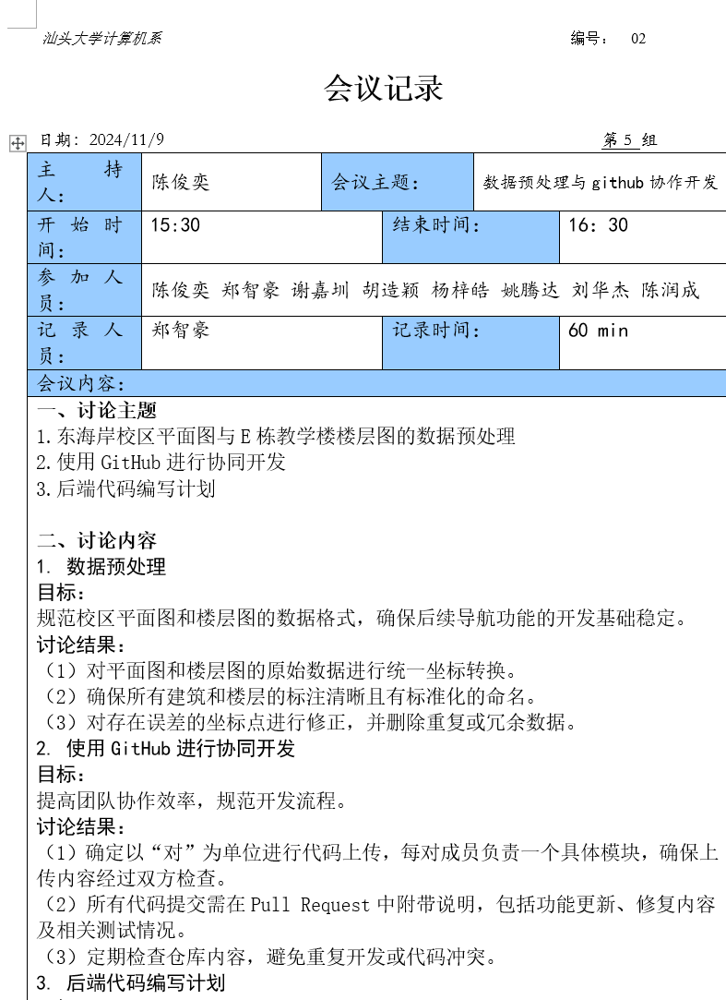 汕头大学计算机系 编号： 02
会议记录
日期：2024/11/9 第 5 组
主持人： 陈俊奕 会议主题： 数据预处理与 github 协作开发
开始时间： 15:30 结束时间： 16：30
参加人员： 陈俊奕 郑智豪 谢嘉圳 胡造颖 杨梓皓 姚腾达 刘华杰 陈润成
记录人员： 郑智豪 记录时间： 60 min
会议内容：
一、讨论主题
1.东海岸校区平面图与 E 栋教学楼楼层图的数据预处理
2.使用 GitHub 进行协同开发
3.后端代码编写计划
二、讨论内容
1. 数据预处理
目标：
规范校区平面图和楼层图的数据格式，确保后续导航功能的开发基础稳定。
讨论结果：
（1）对平面图和楼层图的原始数据进行统一坐标转换。
（2）确保所有建筑和楼层的标注清晰且有标准化的命名。
（3）对存在误差的坐标点进行修正，并删除重复或冗余数据。
2. 使用 GitHub 进行协同开发
目标：
提高团队协作效率，规范开发流程。
讨论结果：
（1）确定以“对”为单位进行代码上传，每对成员负责一个具体模块，确保上
传内容经过双方检查。
（2）所有代码提交需在 Pull Request 中附带说明，包括功能更新、修复内容
及相关测试情况。
（3）定期检查仓库内容，避免重复开发或代码冲突。
3. 后端代码编写计划